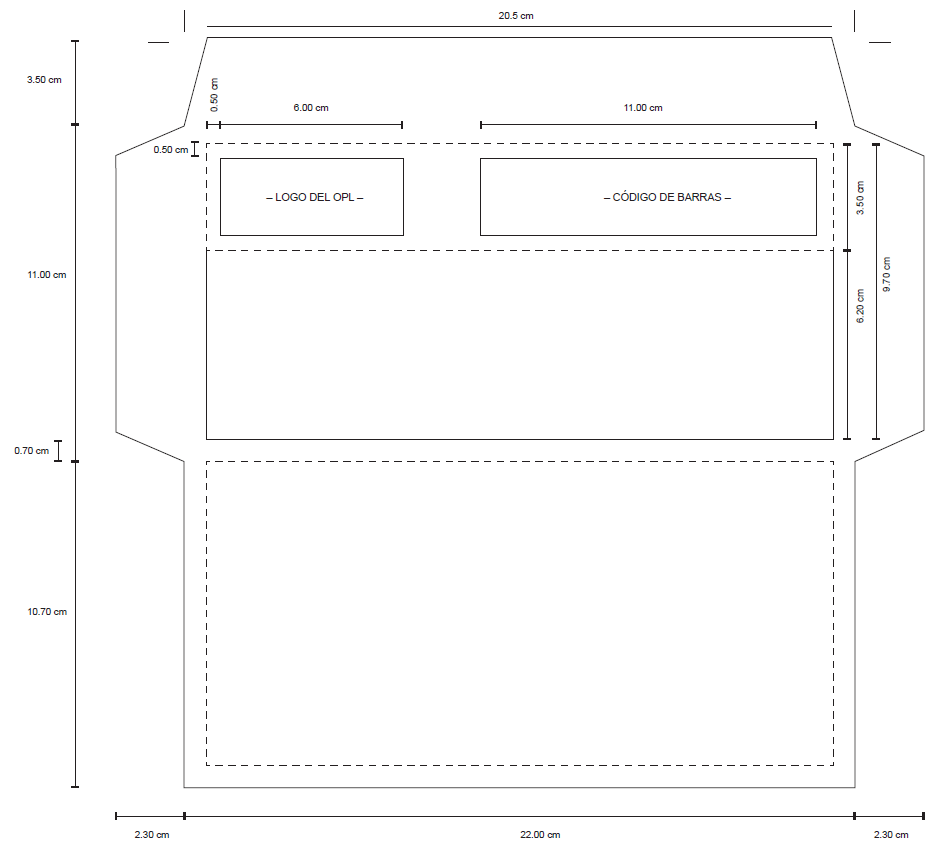 20.5 cm
3.50 cm
0.50 cm
6.00 cm
11.00 cm
0.50 cm
– LOGO DEL OPL –
– CÓDIGO DE BARRAS –
3.50 cm
9.70 cm
11.00 cm
6.20 cm
0.70 cm
10.70 cm
2.30 cm
22.00 cm
2.30 cm